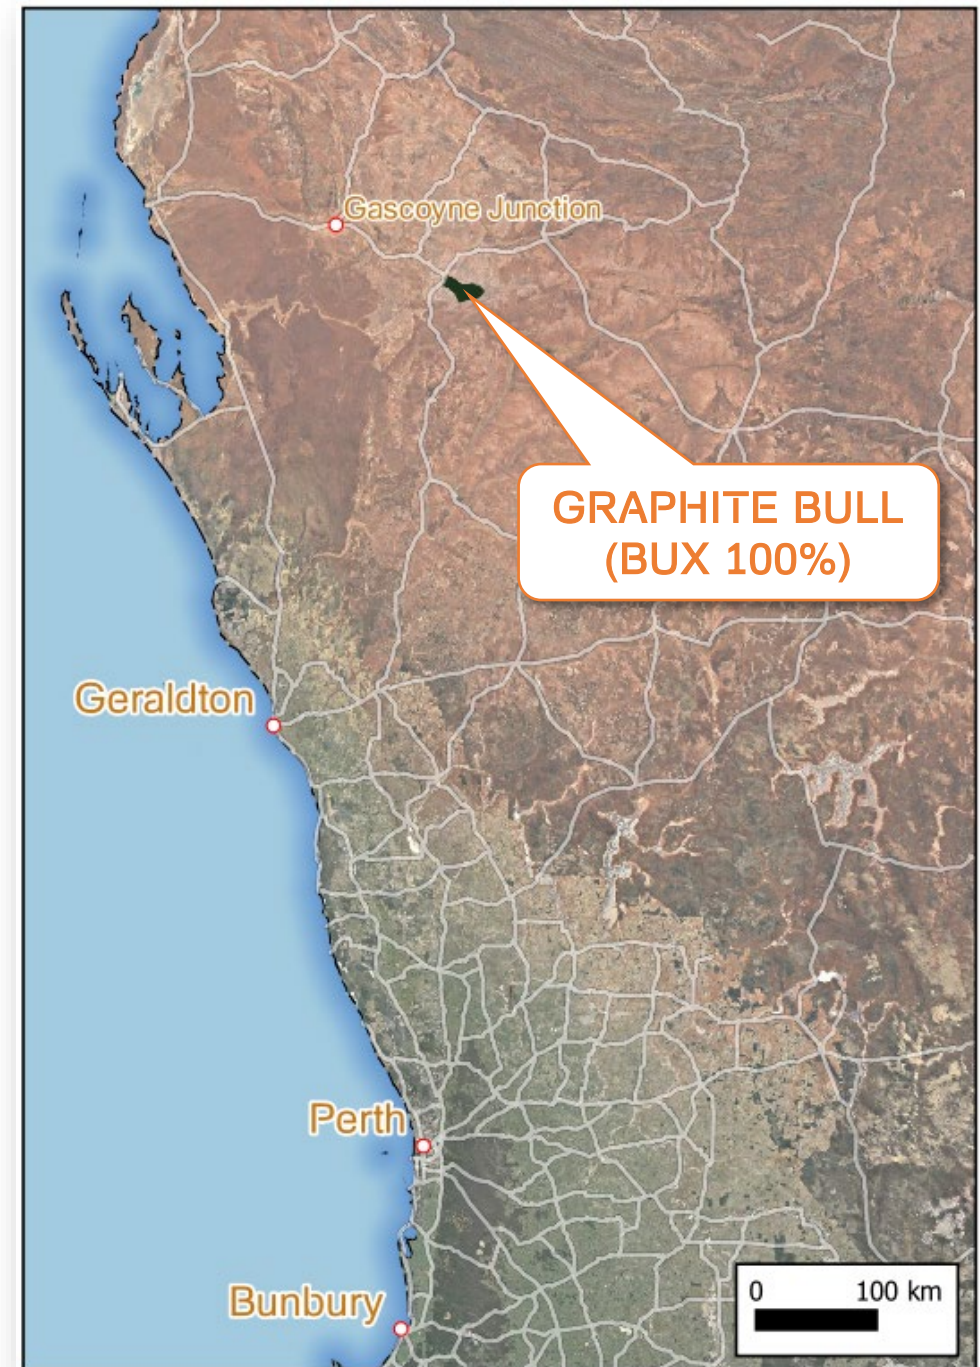 Gascoyne Junction
GRAPHITE BULL
(BUX 100%)
Geraldton
Perth
Bunbury
0 100 km